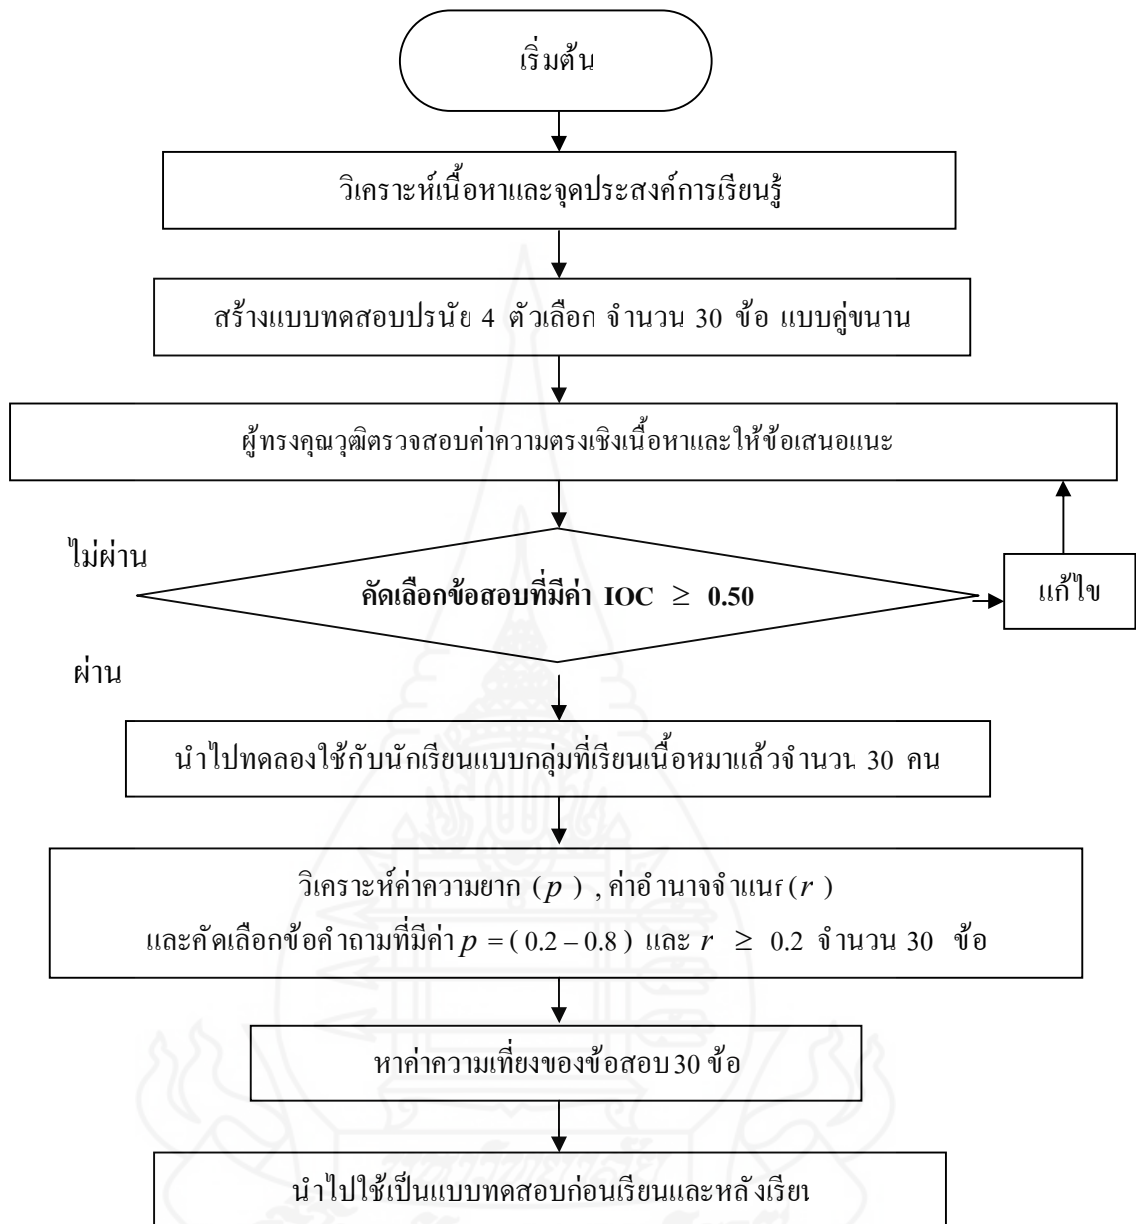 เริ่มต้น
วิเคราะห์เนื้อหาและจุดประสงค์การเรียนรู้
สร้างแบบทดสอบปรนัย 4 ตัวเลือก จำนวน 30 ข้อ แบบคู่ขนาน
ผู้ทรงคุณวุฒิตรวจสอบค่าความตรงเชิงเนื้อหาและให้ข้อเสนอแนะ
ไม่ผ่าน
คัดเลือกข้อสอบที่มีค่า IOC ≥ 0.50
แก้ไข
ผ่าน
นำไปทดลองใช้กับนักเรียนแบบกลุ่มที่เรียนเนื้อหมาแล้วจำนวน 30 คน
วิเคราะห์ค่าความยาก (p) , ค่าอำนาจจำแนก (r)
และคัดเลือกข้อคำถามที่มีค่า p = ( 0.2 – 0.8 ) และ r ≥ 0.2 จำนวน 30 ข้อ
หาค่าความเที่ยงของข้อสอบ 30 ข้อ
นำไปใช้เป็นแบบทดสอบก่อนเรียนและหลังเรียน